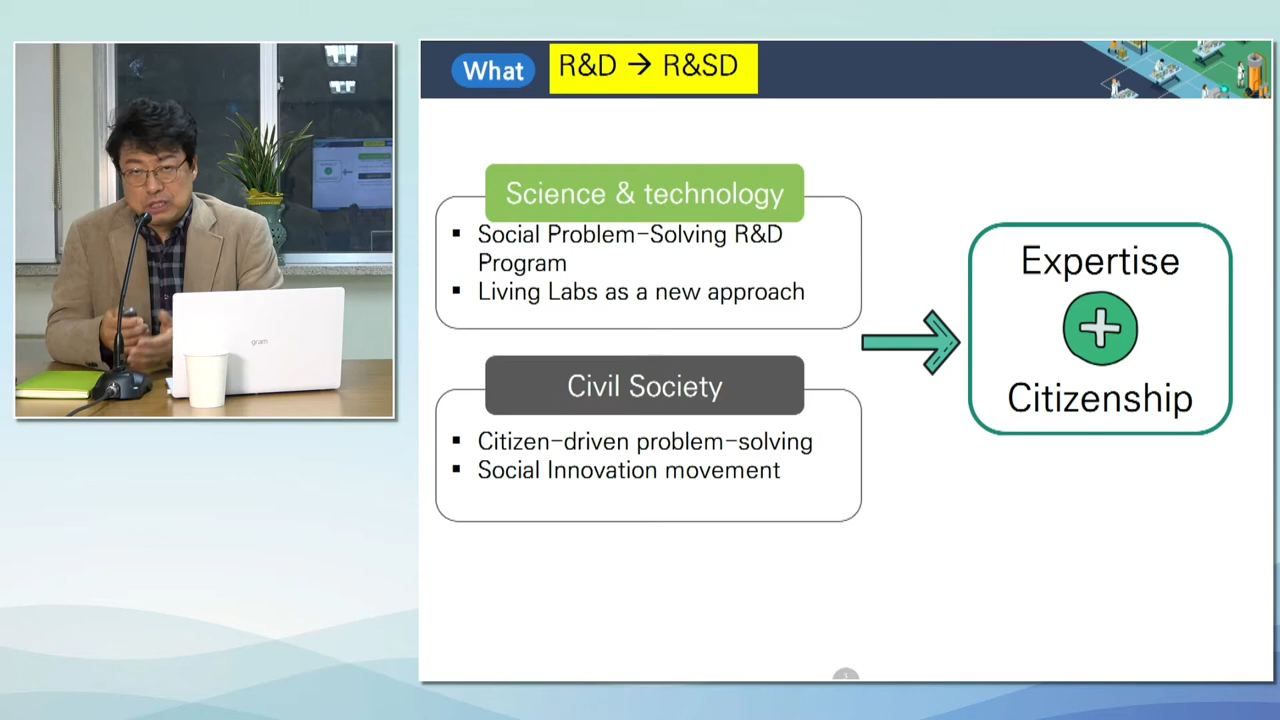 What
R&D → R&SD
Science & technology
▪ Social Problem-Solving R&D
Program
▪ Living Labs as a new approach
Civil Society
▪ Citizen-driven problem-solving
▪ Social Innovation movement
Expertise
+
Citizenship
gram